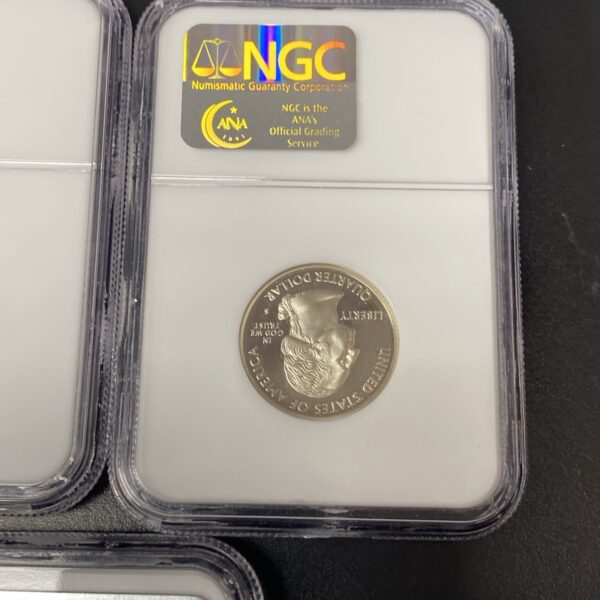 NGC
Numismatic Guaranty Corporation
ANA
1891
NGC is the
ANA's
Official Grading
Service
UNITED STATES OF AMERICA
LIBERTY
IN
GOD WE
TRUST
S
QUARTER DOLLAR